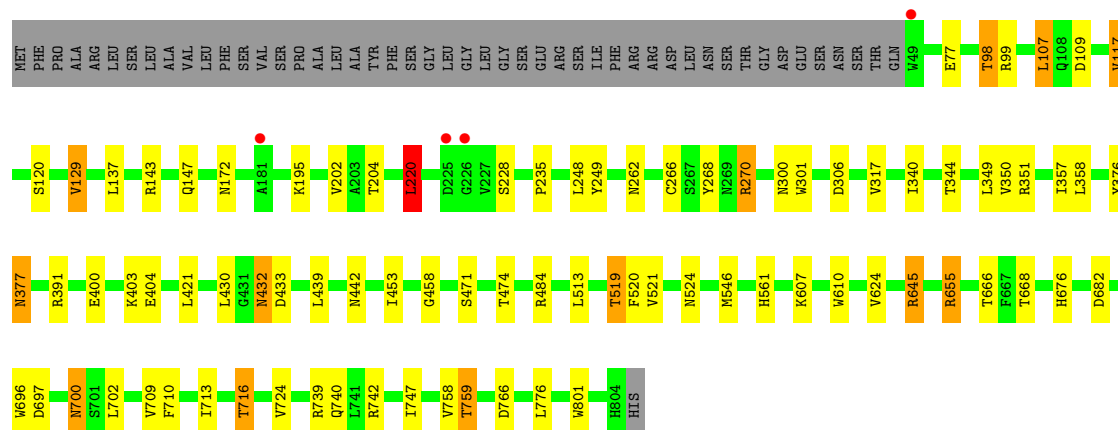 MET PHE PRO ALA ARG LEU SER LEU ALA VAL LEU PHE SER VAL SER PRO ALA LEU ALA TYR PHE SER GLY LEU GLY LEU GLY SER GLU ARG SER ILE PHE ARG ARG ASP LEU ASN SER THR GLY ASP GLU SER ASN SER THR GLN W49 E77 T98 R99 L107 Q108 D109 V117
S120 V129 L137 R143 Q147 N172 A181 K195 V202 A203 T204 L220 D225 G226 V227 S228 P235 L248 Y249 N262 C266 S267 Y268 N269 R270 N300 W301 D306 V317 I340 T344 L349 V350 R351 I357 L358 Y376
N377 R391 E400 K403 E404 L421 L430 G431 N432 D433 L439 N442 I453 G458 S471 T474 R484 L513 T519 F520 V521 N524 M546 H561 K607 W610 V624 R645 R655 T666 F667 T668 H676 D682
W696 D697 N700 S701 L702 V709 F710 I713 T716 V724 R739 Q740 L741 R742 I747 V758 T759 D766 L776 W801 H804 HIS